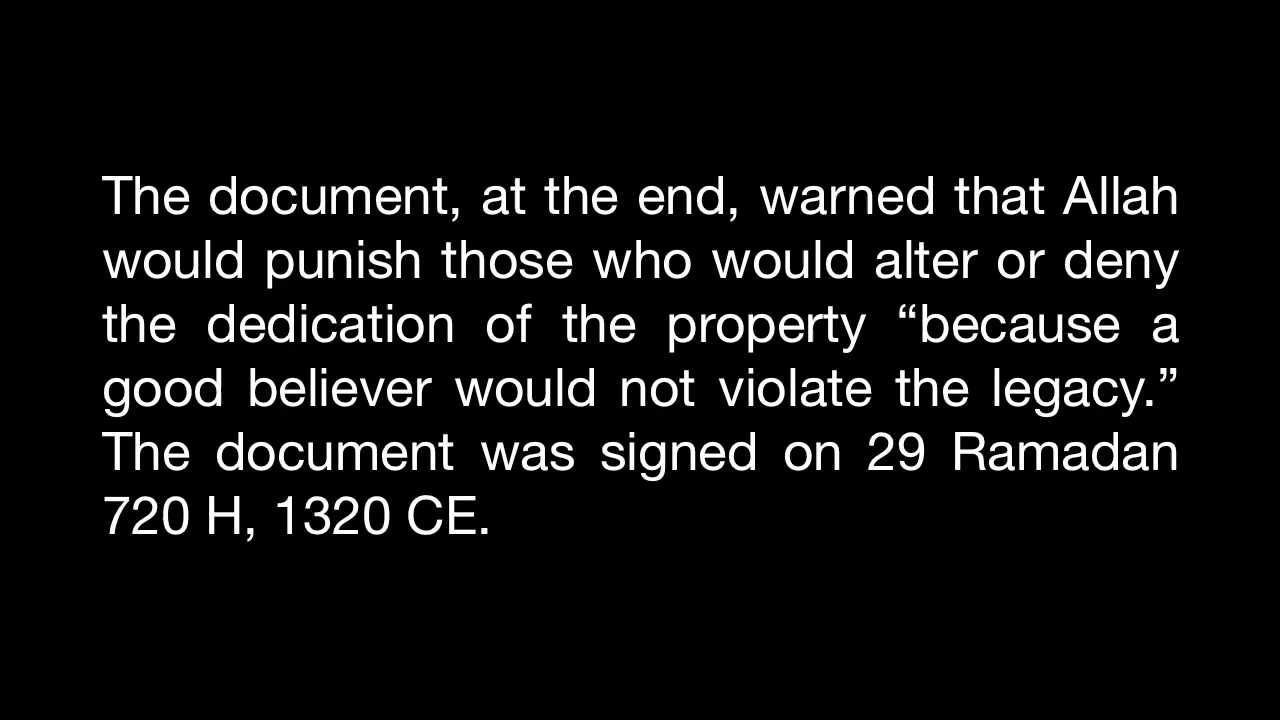 The document, at the end, warned that Allah
would punish those who would alter or deny
the dedication of the property “because a
good believer would not violate the legacy.”
The document was signed on 29 Ramadan
720 H, 1320 CE.